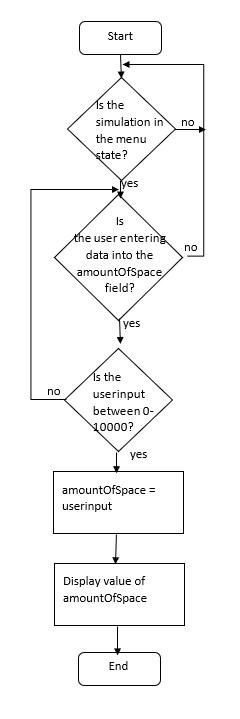 Start
Is the
simulation in
the menu
state?
no
yes
Is
the user entering
data into the
amountOfSpace
field?
no
yes
Is the
userinput
between 0-
10000?
no
yes
amountOfSpace =
userinput
Display value of
amountOfSpace
End